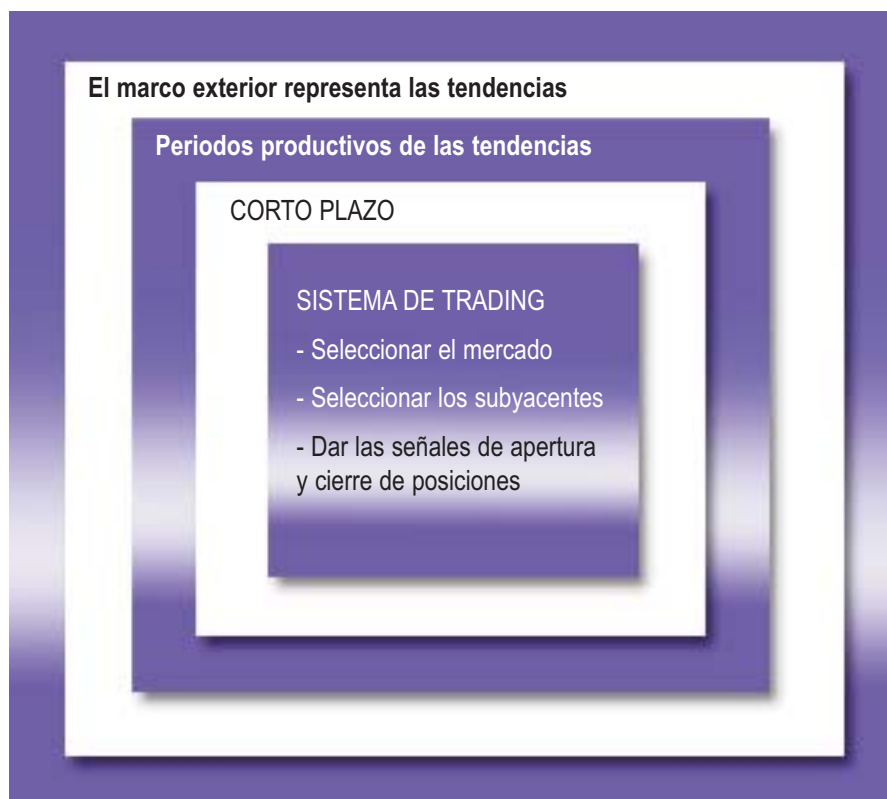 El marco exterior representa las tendencias
Periodos productivos de las tendencias
CORTO PLAZO
SISTEMA DE TRADING
- Seleccionar el mercado
- Seleccionar los subyacentes
- Dar las señales de apertura
y cierre de posiciones